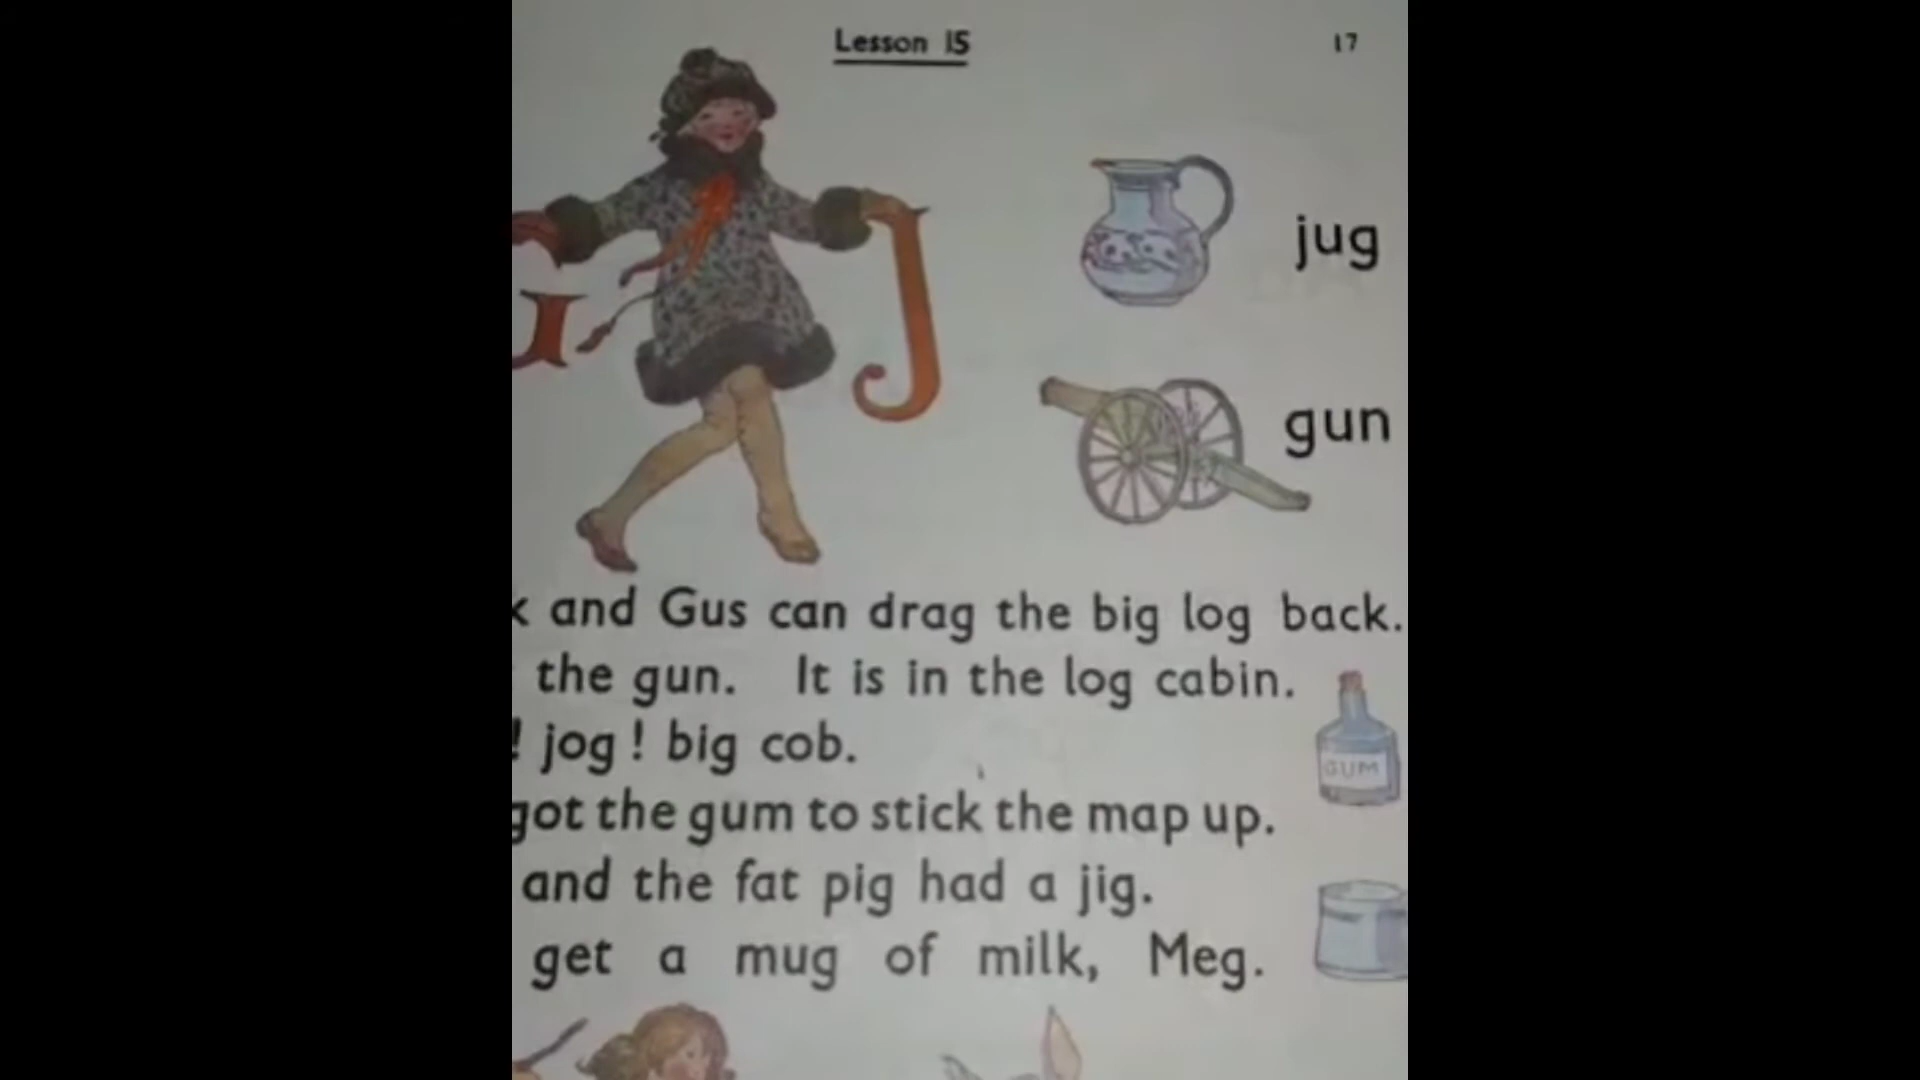 Lesson 15
17
jug
gun
and Gus can drag the big log back.
the gun. It is in the log cabin.
! jog! big cob.
got the gum to stick the map up.
GUM
and the fat pig had a jig.
get a mug of milk, Meg.